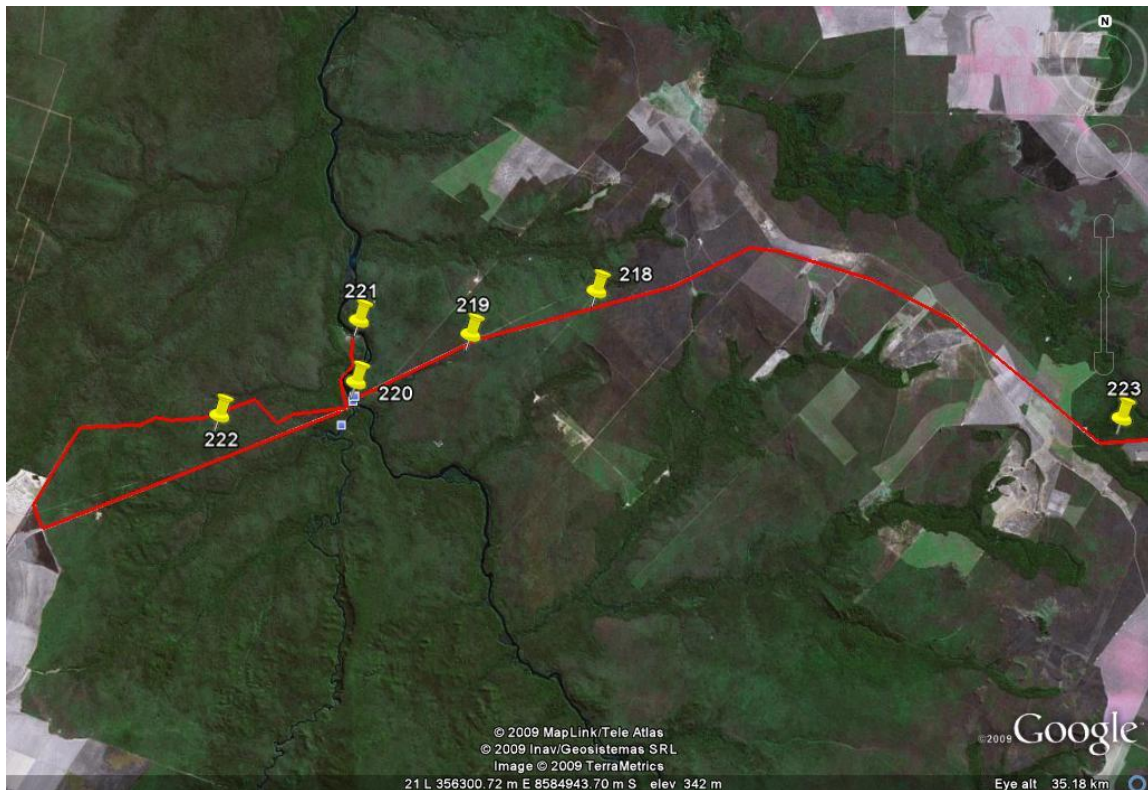 N
218
221
219
220
222
223
© 2009 MapLink/Tele Atlas
© 2009 Inav/Geosistemas SRL
Image © 2009 TerraMetrics
©2009 Google
21 L 356300.72 m E 8584943.70 m S elev 342 m
Eye alt 35.18 km